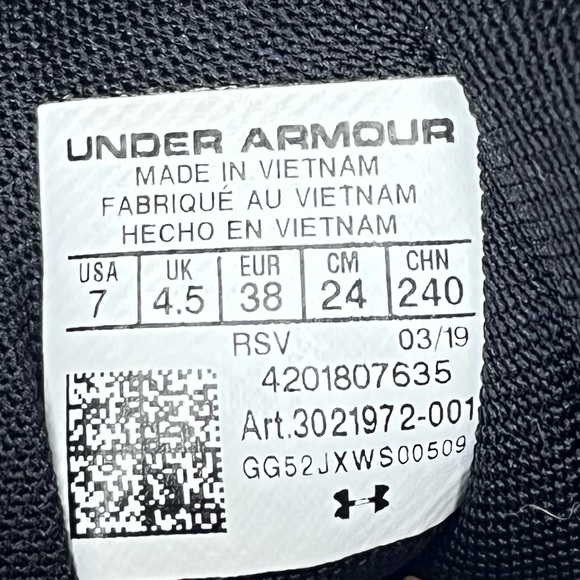 UNDER ARMOUR
MADE IN VIETNAM
FABRIQUÉ AU VIETNAM
HECHO EN VIETNAM
USA UK EUR CM CHN
7 4.5 38 24 240
RSV 03/19
4201807635
Art.3021972-001
GG52JXWS00509